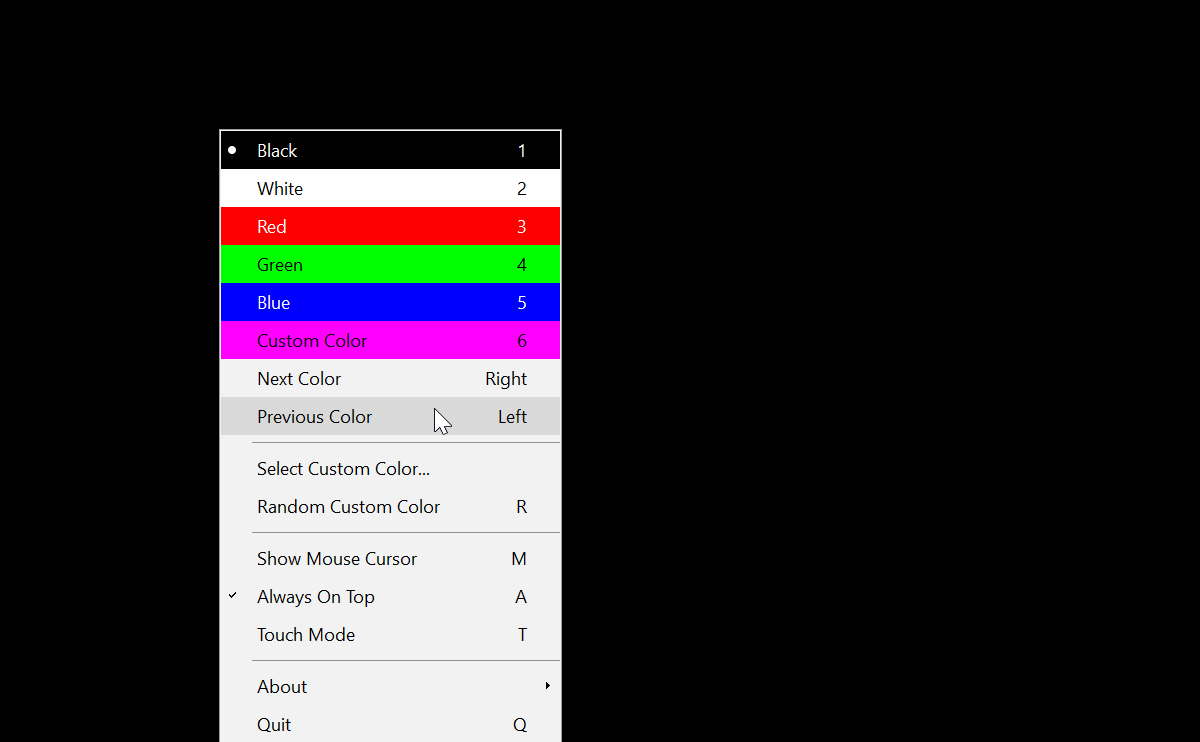 Black 1
White 2
Red 3
Green 4
Blue 5
Custom Color 6
Next Color Right
Previous Color Left
Select Custom Color...
Random Custom Color R
Show Mouse Cursor M
Always On Top A
Touch Mode T
About
Quit Q